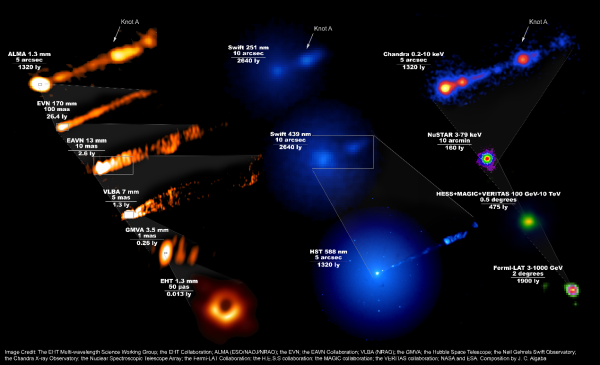 Knot A
ALMA 1.3 mm
5 arcsec
1320 ly
EVN 170 mm
100 mas
26.4 ly
EAVN 13 mm
10 mas
2.6 ly
VLBA 7 mm
5 mas
1.3 ly
GMVA 3.5 mm
1 mas
0.26 ly
EHT 1.3 mm
50 μas
0.013 ly
Knot A
Swift 251 nm
10 arcsec
2640 ly
Swift 439 nm
10 arcsec
2640 ly
HST 588 nm
5 arcsec
1320 ly
Knot A
Chandra 0.2-10 keV
5 arcsec
1320 ly
NuSTAR 3-79 keV
10 arcmin
160 ly
HESS+MAGIC+VERITAS 100 GeV-10 TeV
0.5 degrees
475 ly
Fermi-LAT 3-1000 GeV
2 degrees
1900 ly
Image Credit: The EHT Multi-wavelength Science Working Group; the EHT Collaboration; ALMA (ESO/NAOJ/NRAO); the EVN; the EAVN Collaboration; VLBA (NRAO); the GMVA; the Hubble Space Telescope; the Neil Gehrels Swift Observatory;
the Chandra X-ray Observatory; the Nuclear Spectroscopic Telescope Array; the Fermi-LAT Collaboration; the H.E.S.S collaboration; the MAGIC collaboration; the VERITAS collaboration; NASA and ESA. Composition by J. C. Algaba